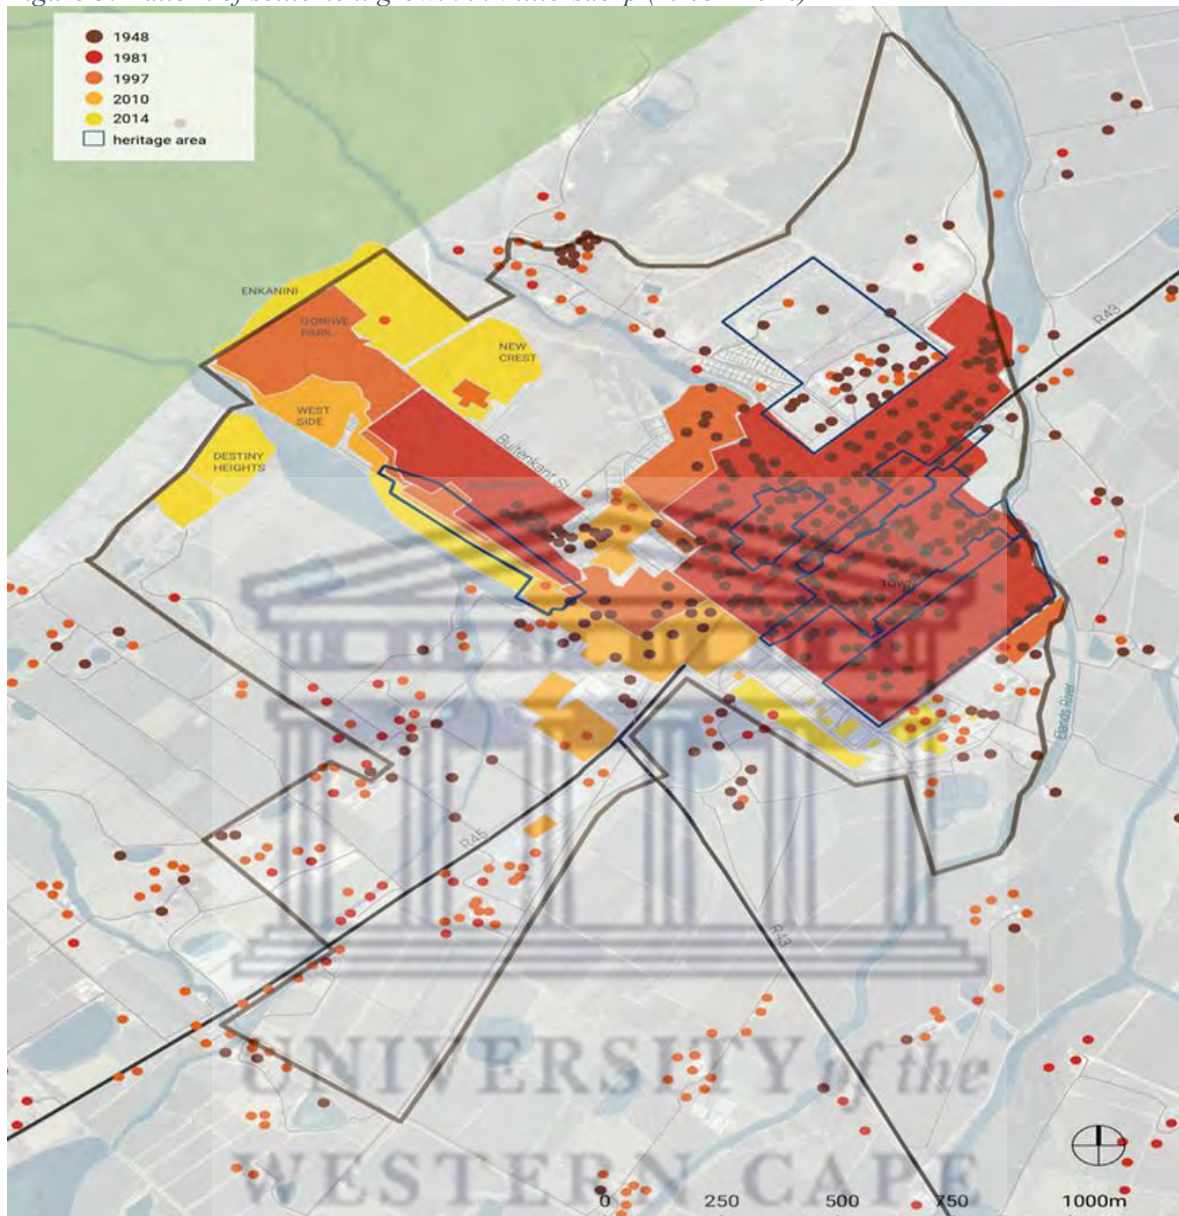 1948
1981
1997
2010
2014
heritage area
R43
ENKANINI
GONIWE
PARK
NEW
CREST
WEST
SIDE
Buitenkant St
DESTINY
HEIGHTS
TOWN
Elands River
R45
R43
UNIVERSITY of the
WESTERN CAPE
0 250 500 750 1000m